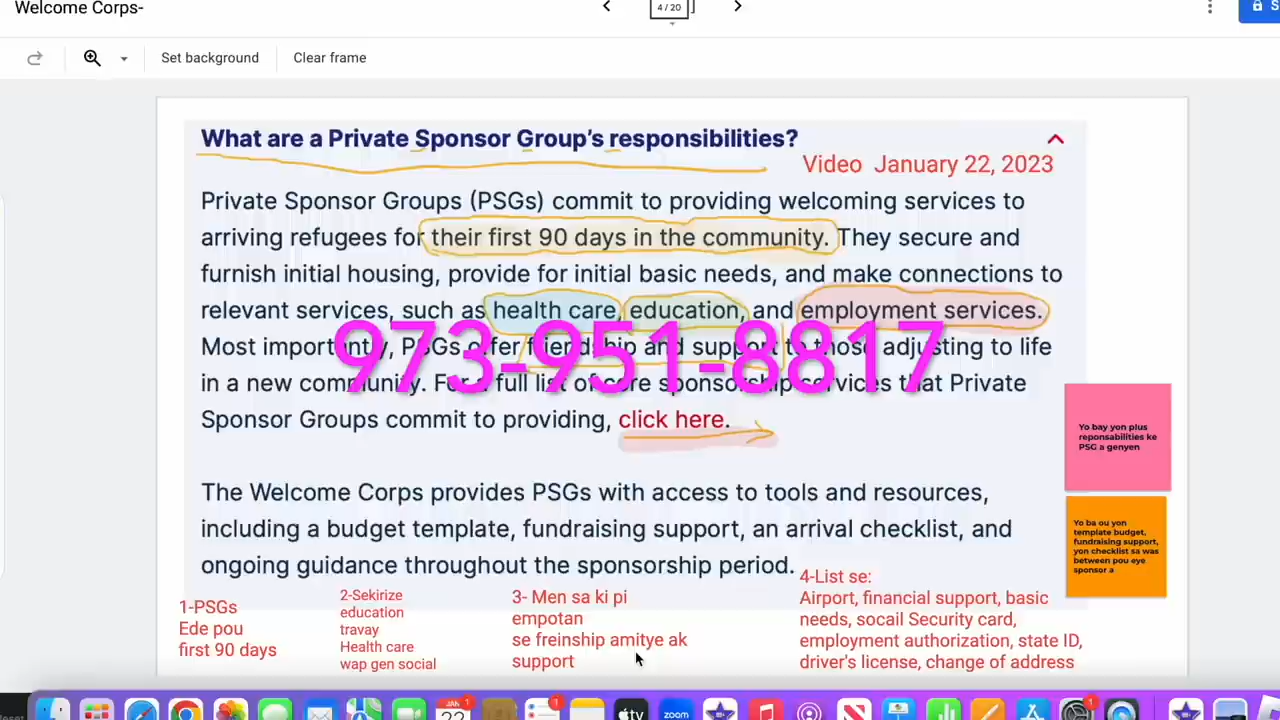 Welcome Corps-
4 / 20
S
Set background
Clear frame
What are a Private Sponsor Group's responsibilities?
Video January 22, 2023
Private Sponsor Groups (PSGs) commit to providing welcoming services to
arriving refugees for their first 90 days in the community. They secure and
furnish initial housing, provide for initial basic needs, and make connections to
relevant services, such as health care, education, and employment services.
973-951-8817
Most importantly, PSGs offer friendship and support to those adjusting to life
in a new community. For a full list of core sponsorship services that Private
Sponsor Groups commit to providing, click here.
Yo bay yon plus
reponsabilities ke
PSG a genyen
The Welcome Corps provides PSGs with access to tools and resources,
including a budget template, fundraising support, an arrival checklist, and
ongoing guidance throughout the sponsorship period.
Yo ba ou yon
template budget,
fundraising support,
yon checklist sa was
between pou eye
sponsor a
1-PSGs
Ede pou
first 90 days
2-Sekirize
education
travay
Health care
wap gen social
3- Men sa ki pi
empotan
se freinship amitye ak
support
4-List se:
Airport, financial support, basic
needs, socail Security card,
employment authorization, state ID,
driver's license, change of address
JAN
22
1
1
tv
zoom
1